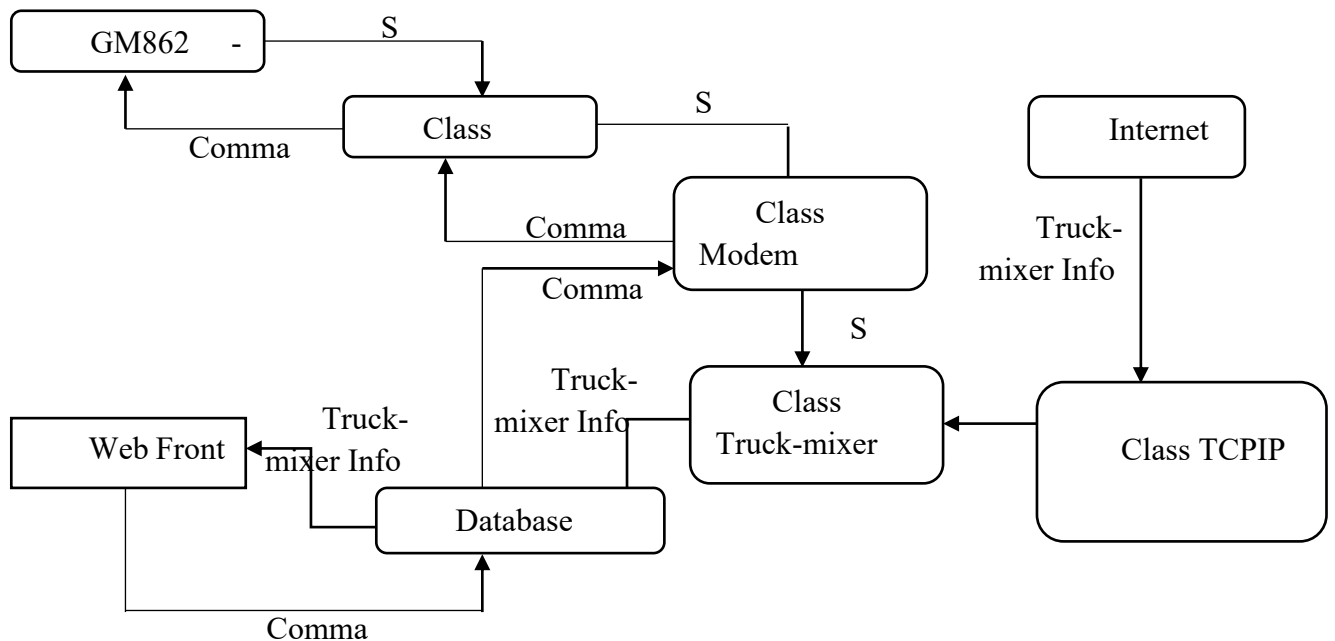 GM862 -
S
Class
S
Comma
Internet
Class
Modem
Comma
Truck-
mixer Info
Comma
S
Truck-
mixer Info
Class
Truck-mixer
Class TCPIP
Web Front
Truck-
mixer Info
Database
Comma